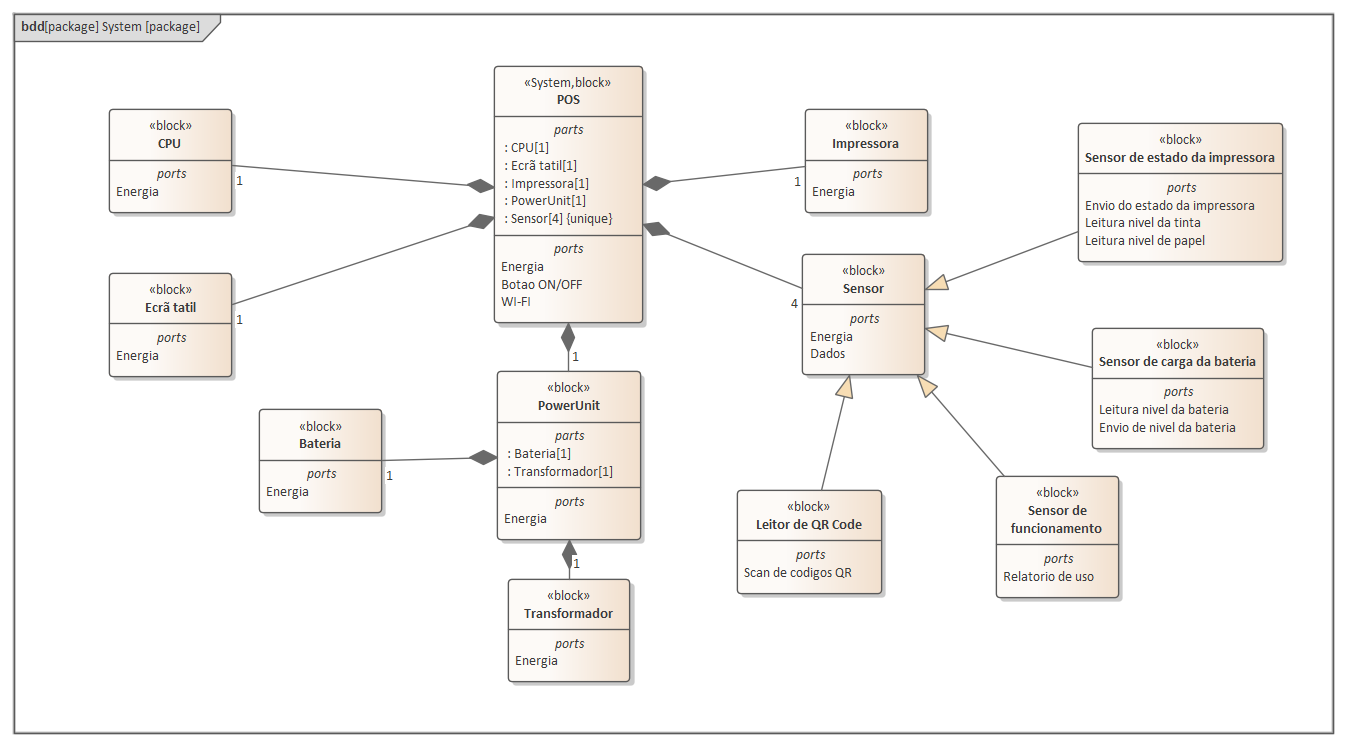 bdd[package] System [package]
«System,block»
POS
parts
: CPU[1]
: Ecrã tatil[1]
: Impressora[1]
: PowerUnit[1]
: Sensor[4] {unique}
ports
Energia
Botao ON/OFF
WI-FI
«block»
CPU
ports
Energia
1
«block»
Ecrã tatil
ports
Energia
1
«block»
Impressora
ports
Energia
1
«block»
Sensor
ports
Energia
Dados
4
«block»
Sensor de estado da impressora
ports
Envio do estado da impressora
Leitura nivel da tinta
Leitura nivel de papel
«block»
Sensor de carga da bateria
ports
Leitura nivel da bateria
Envio de nivel da bateria
1
«block»
PowerUnit
parts
: Bateria[1]
: Transformador[1]
ports
Energia
«block»
Bateria
ports
Energia
1
«block»
Leitor de QR Code
ports
Scan de codigos QR
«block»
Sensor de
funcionamento
ports
Relatorio de uso
1
«block»
Transformador
ports
Energia